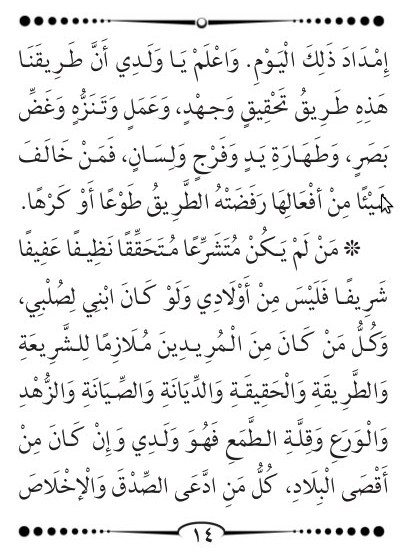 إِمْدَادَ ذَلِكَ الْيَوْمِ. وَاعْلَمْ يَا وَلَدِي أَنَّ طَرِيقَنَا
هَذِهِ طَرِيقُ تَحْقِيقٍ وَجَهْدٍ، وَعَمَلٍ وَتَنَزُّهٍ وَغَضِّ
بَصَرٍ، وَطَهَارَةِ يَدٍ وَفَرْجٍ وَلِسَانٍ، فَمَنْ خَالَفَ
شَيْئًا مِنْ أَفْعَالِهَا رَفَضَتْهُ الطَّرِيقُ طَوْعًا أَوْ كَرْهًا.
* مَنْ لَمْ يَكُنْ مُتَشَرِّعًا مُتَحَقِّقًا نَظِيفًا عَفِيفًا
شَرِيفًا فَلَيْسَ مِنْ أَوْلَادِي وَلَوْ كَانَ ابْنِي لِصُلْبِي،
وَكُلُّ مَنْ كَانَ مِنَ الْمُرِيدِينَ مُلَازِمًا لِلشَّرِيعَةِ
وَالطَّرِيقَةِ وَالْحَقِيقَةِ وَالدِّيَانَةِ وَالصِّيَانَةِ وَالزُّهْدِ
وَالْوَرَعِ وَقِلَّةِ الطَّمَعِ فَهُوَ وَلَدِي وَإِنْ كَانَ مِنْ
أَقْصَى الْبِلَادِ، كُلُّ مَنِ ادَّعَى الصِّدْقَ وَالْإِخْلَاصَ
١٤